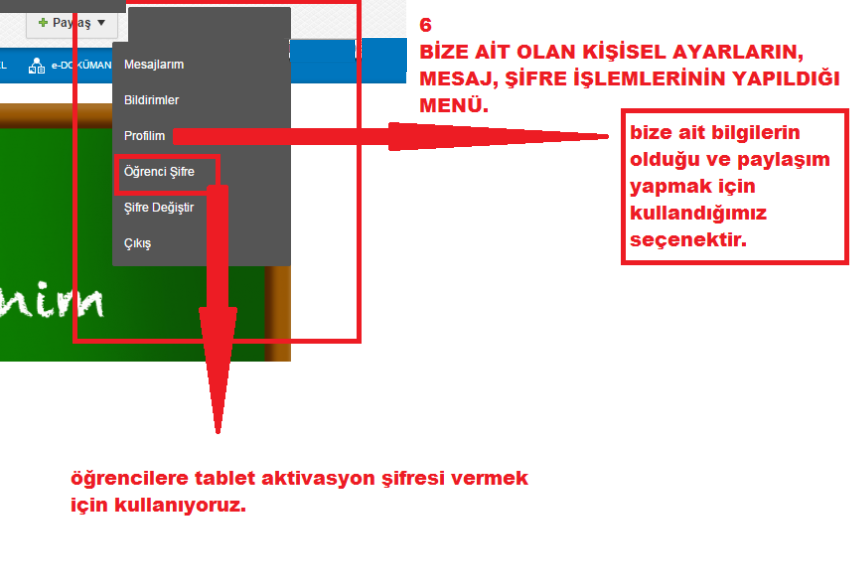 + Paylaş ▼
EL e-DOKÜMAN
Mesajlarım
Bildirimler
Profilim
Öğrenci Şifre
Şifre Değiştir
Çıkış
nim
6
BİZE AİT OLAN KİŞİSEL AYARLARIN,
MESAJ, ŞİFRE İŞLEMLERİNİN YAPILDIĞI
MENÜ.
bize ait bilgilerin
olduğu ve paylaşım
yapmak için
kullandığımız
seçenektir.
öğrencilere tablet aktivasyon şifresi vermek
için kullanıyoruz.